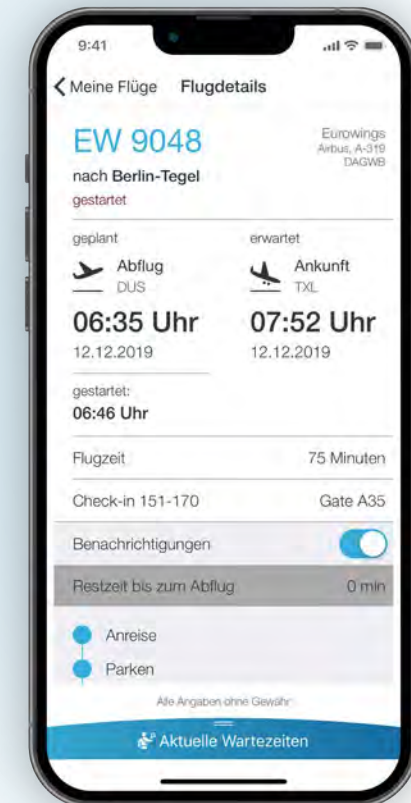 9:41
Meine Flüge Flugdetails
EW 9048 Eurowings
Airbus, A-319
nach Berlin-Tegel DAGWB
gestartet
geplant erwartet
Abflug Ankunft
DUS TXL
06:35 Uhr 07:52 Uhr
12.12.2019 12.12.2019
gestartet:
06:46 Uhr
Flugzeit 75 Minuten
Check-in 151-170 Gate A35
Benachrichtigungen
Restzeit bis zum Abflug 0 min
Anreise
Parken
Alle Angaben ohne Gewähr
Aktuelle Wartezeiten